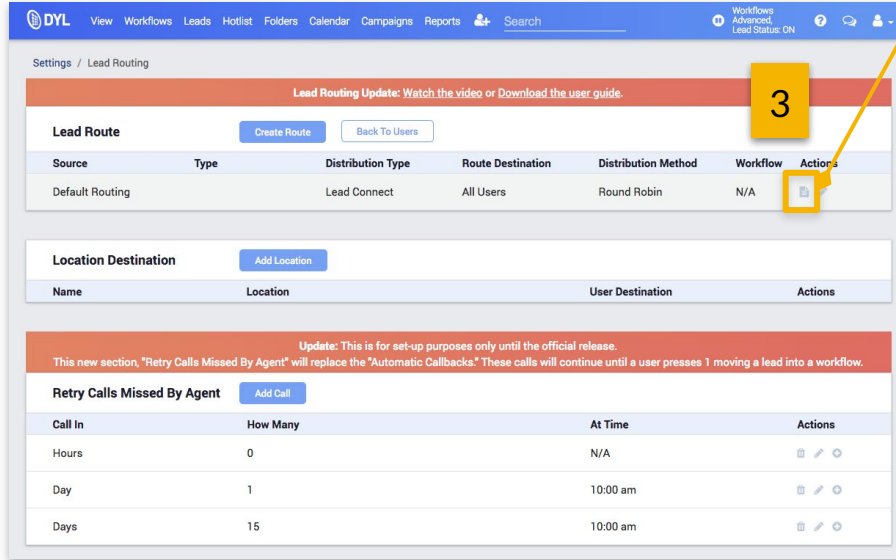 DYL View Workflows Leads Hotlist Folders Calendar Campaigns Reports Search Workflows Advanced, Lead Status: ON ?
Settings / Lead Routing
Lead Routing Update: Watch the video or Download the user guide.
3
Lead Route Create Route Back To Users
Source Type Distribution Type Route Destination Distribution Method Workflow Actions
Default Routing Lead Connect All Users Round Robin N/A
Location Destination Add Location
Name Location User Destination Actions
Update: This is for set-up purposes only until the official release.
This new section, "Retry Calls Missed By Agent" will replace the "Automatic Callbacks." These calls will continue until a user presses 1 moving a lead into a workflow.
Retry Calls Missed By Agent Add Call
Call In How Many At Time Actions
Hours 0 N/A
Day 1 10:00 am
Days 15 10:00 am